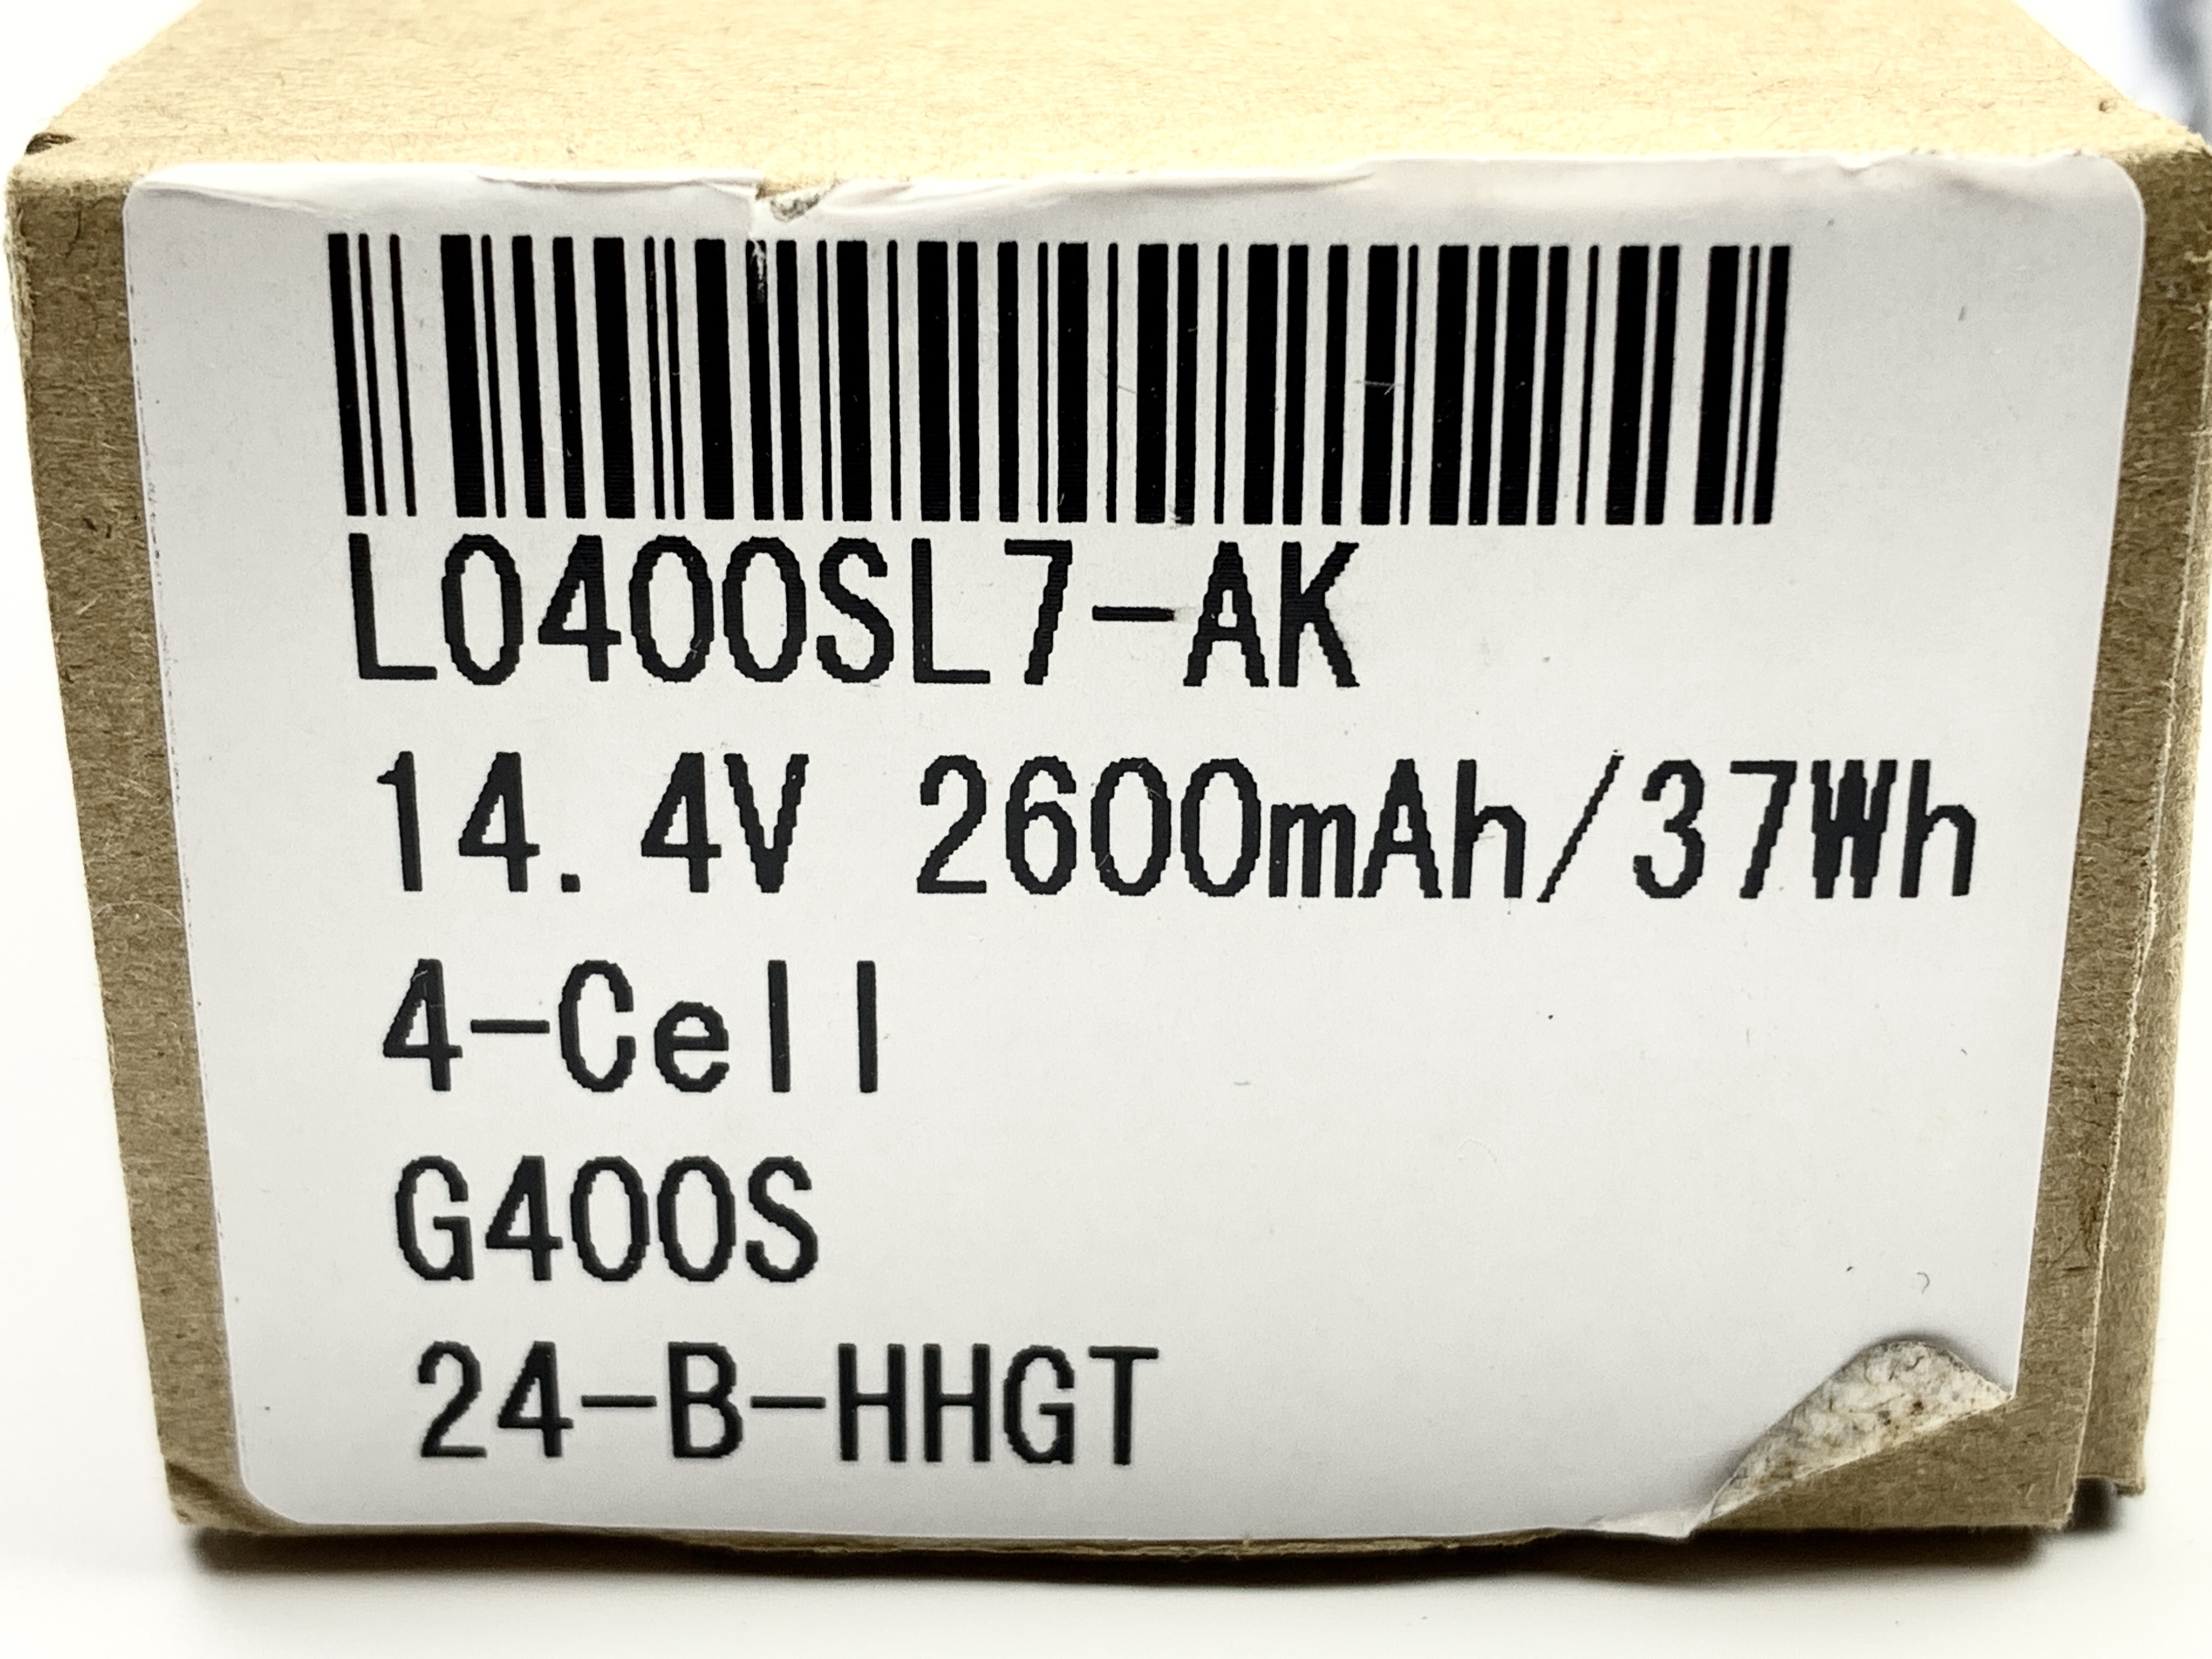 L0400SL7-AK
14.4V 2600mAh/37Wh
4-Cell
G400S
24-B-HHGT